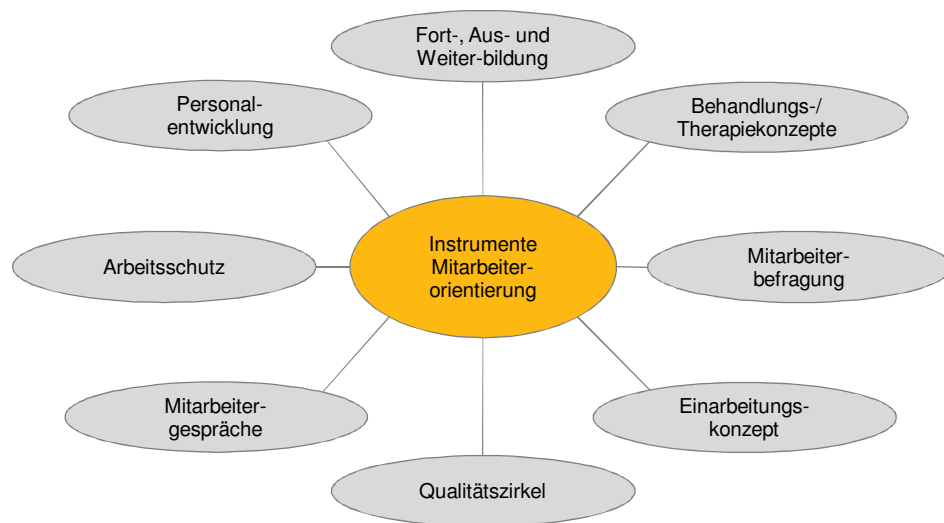 Fort-, Aus- und
Weiter-bildung
Personal-
entwicklung
Behandlungs-/
Therapiekonzepte
Arbeitsschutz
Instrumente
Mitarbeiter-
orientierung
Mitarbeiter-
befragung
Mitarbeiter-
gespräche
Einarbeitungs-
konzept
Qualitätszirkel